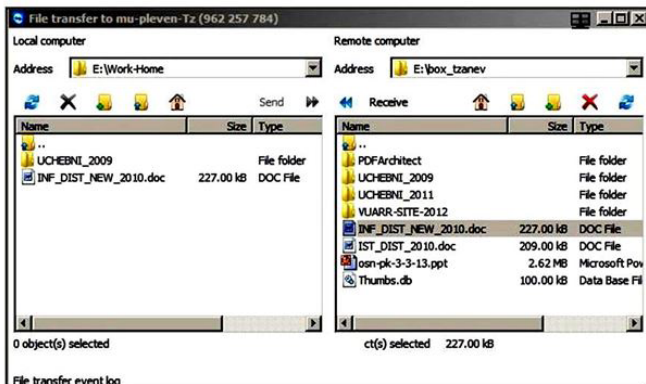 File transfer to mu-pleven-Tz (962 257 784)
Local computer
Remote computer
Address E:\Work-Home
Address E:\box_tzanev
Send
Receive
Name Size Type
..
UCHEBNI_2009 File folder
INF_DIST_NEW_2010.doc 227.00 kB DOC File
Name Size Type
..
PDFArchitect File folder
UCHEBNI_2009 File folder
UCHEBNI_2011 File folder
VUARR-SITE-2012 File folder
INF_DIST_NEW_2010.doc 227.00 kB DOC File
IST_DIST_2010.doc 209.00 kB DOC File
osn-pk-3-3-13.ppt 2.62 MB Microsoft Pow
Thumbs.db 100.00 kB Data Base Fil
0 object(s) selected
ct(s) selected 227.00 kB
File transfer event log